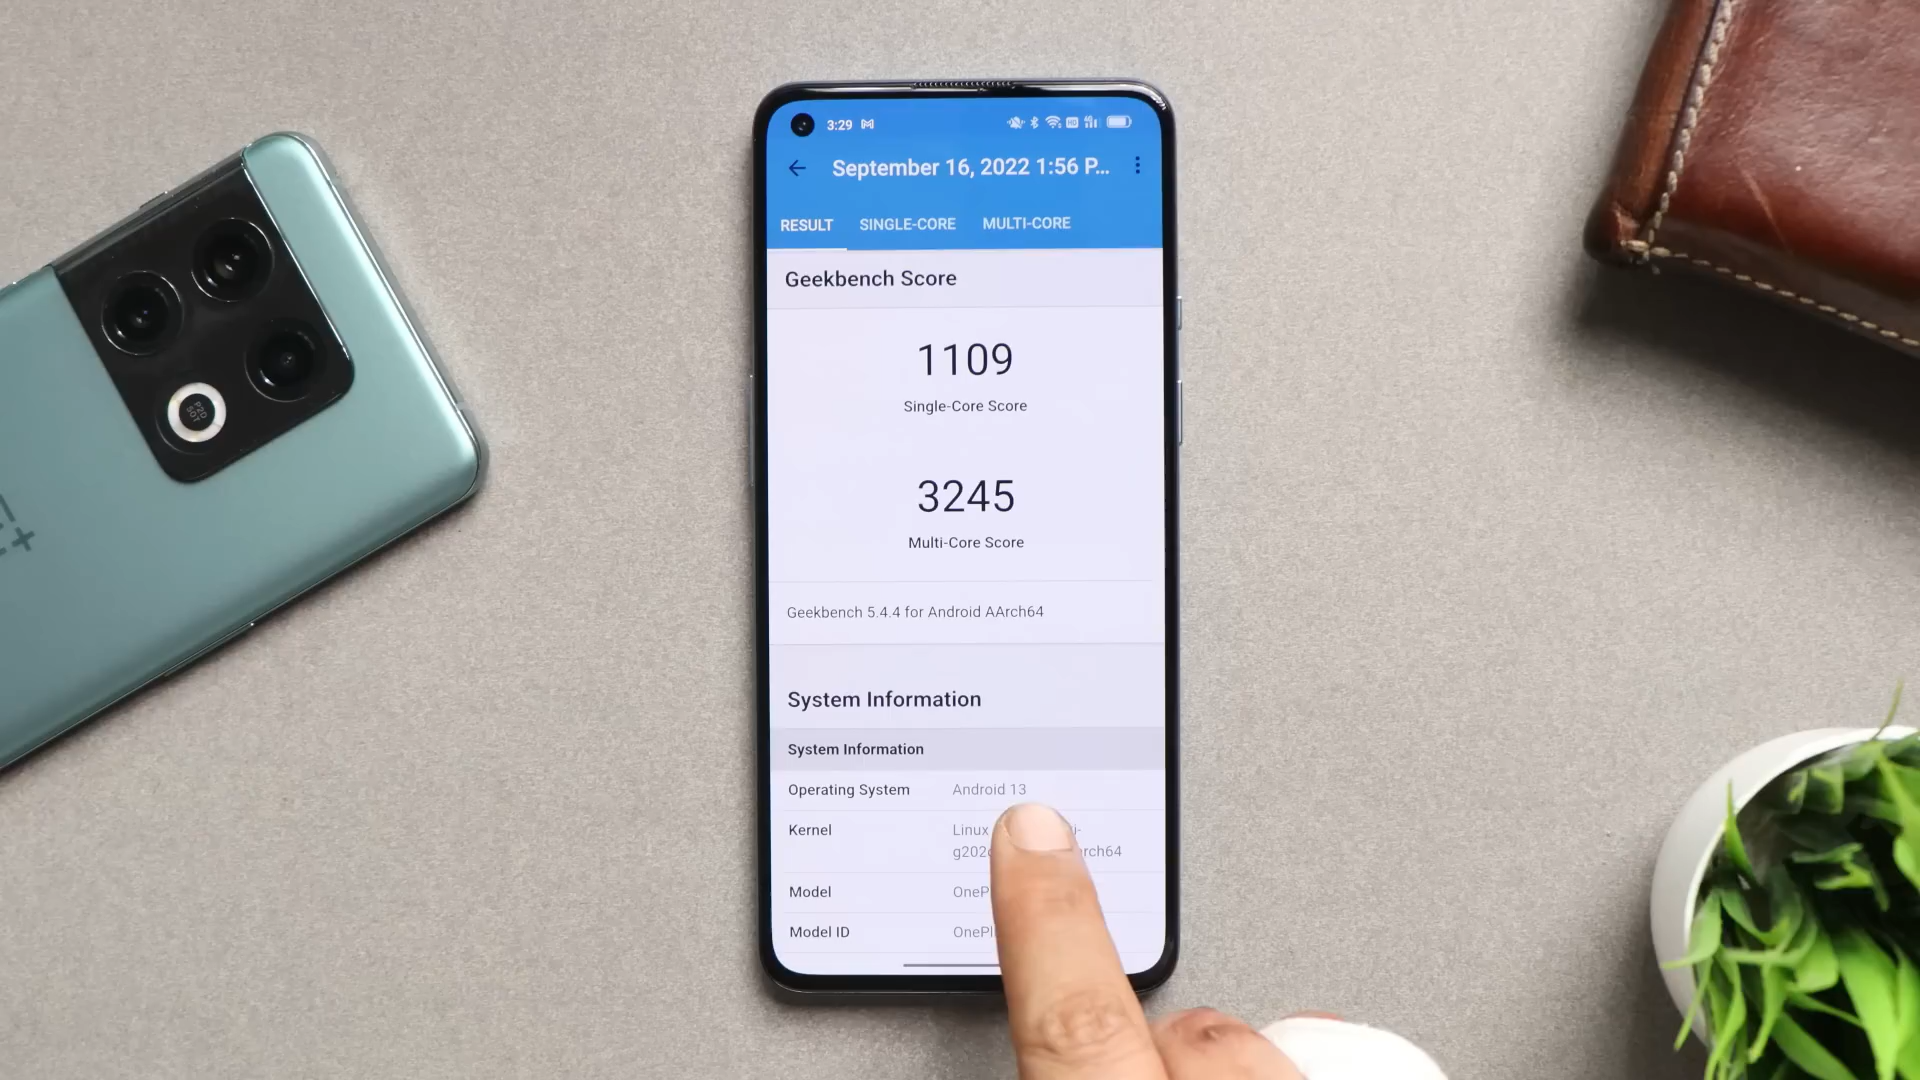 3:29
September 16, 2022 1:56 P...
RESULT SINGLE-CORE MULTI-CORE
Geekbench Score
1109
Single-Core Score
3245
Multi-Core Score
Geekbench 5.4.4 for Android AArch64
System Information
System Information
Operating System Android 13
Kernel Linux
Model
Model ID
P2D
50T